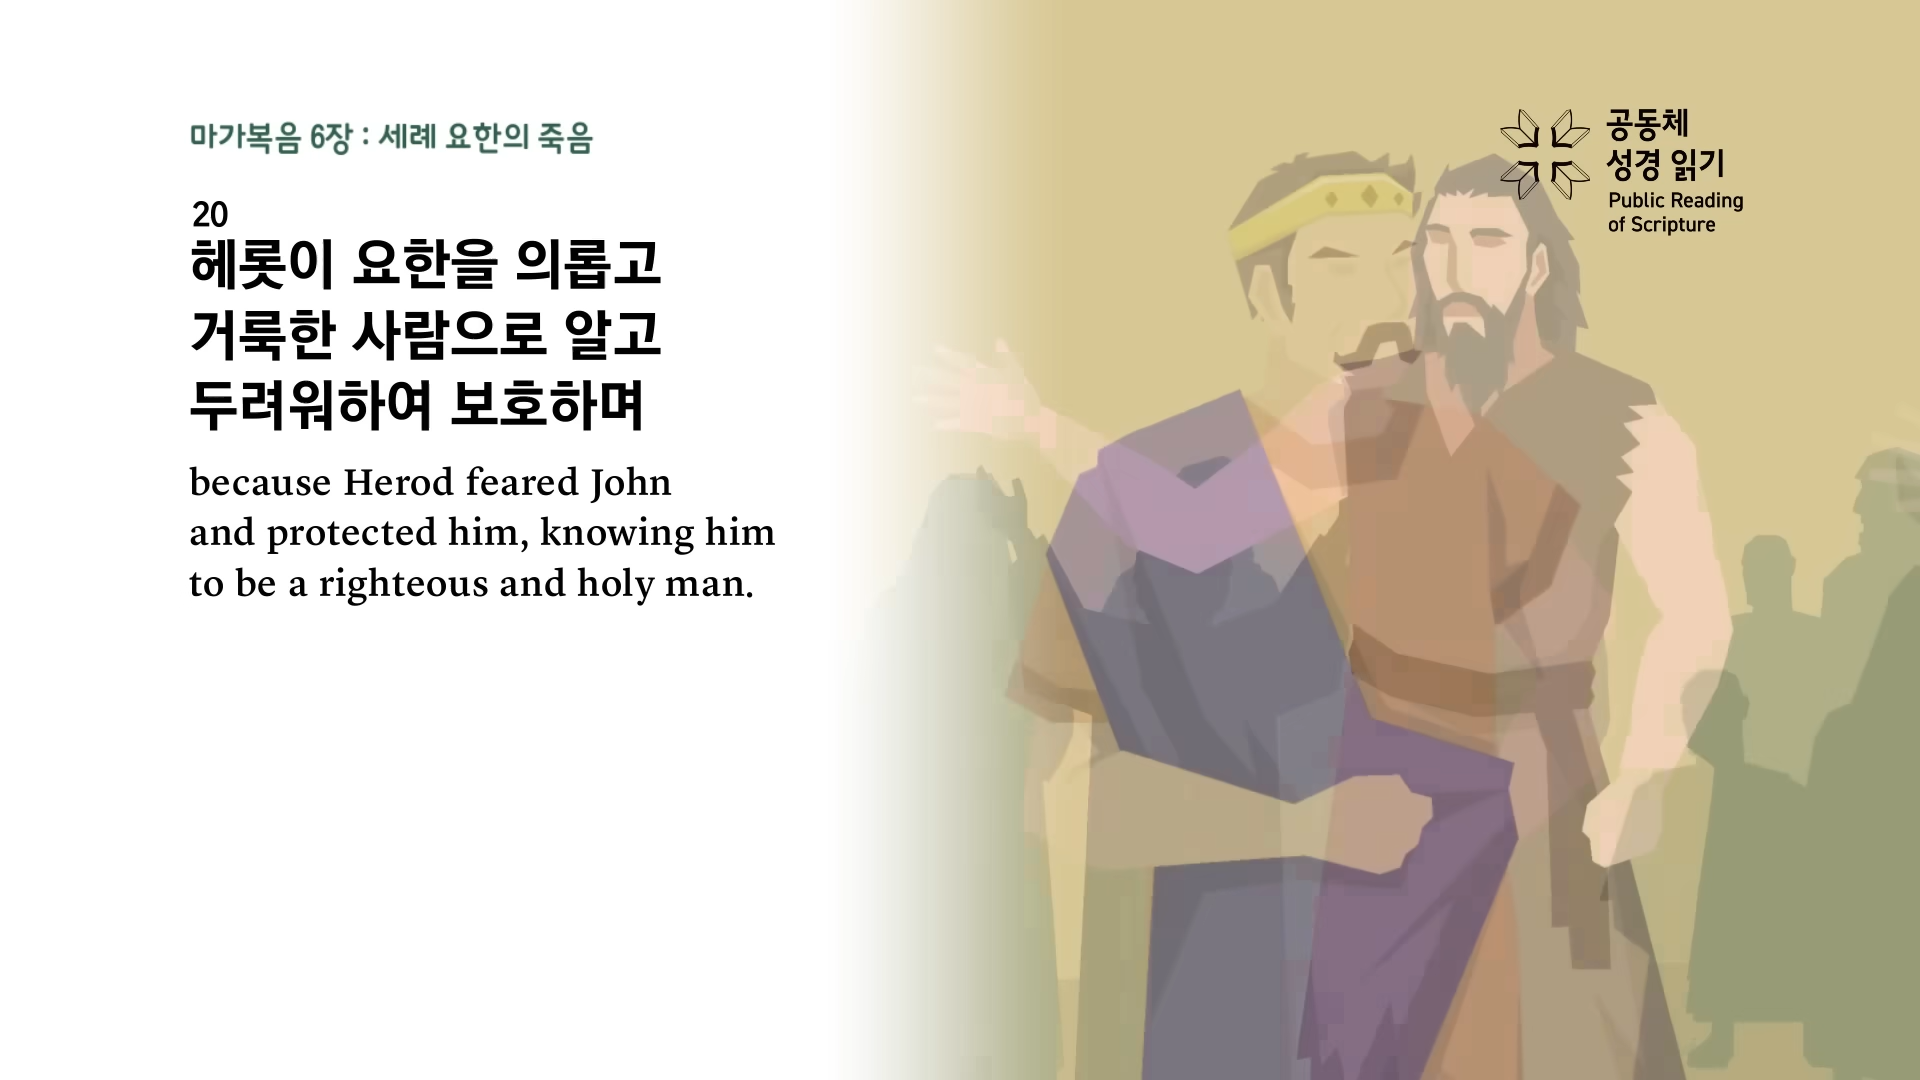 마가복음 6장 : 세례 요한의 죽음
20
헤롯이 요한을 의롭고
거룩한 사람으로 알고
두려워하여 보호하며
because Herod feared John
and protected him, knowing him
to be a righteous and holy man.
공동체
성경 읽기
Public Reading
of Scripture